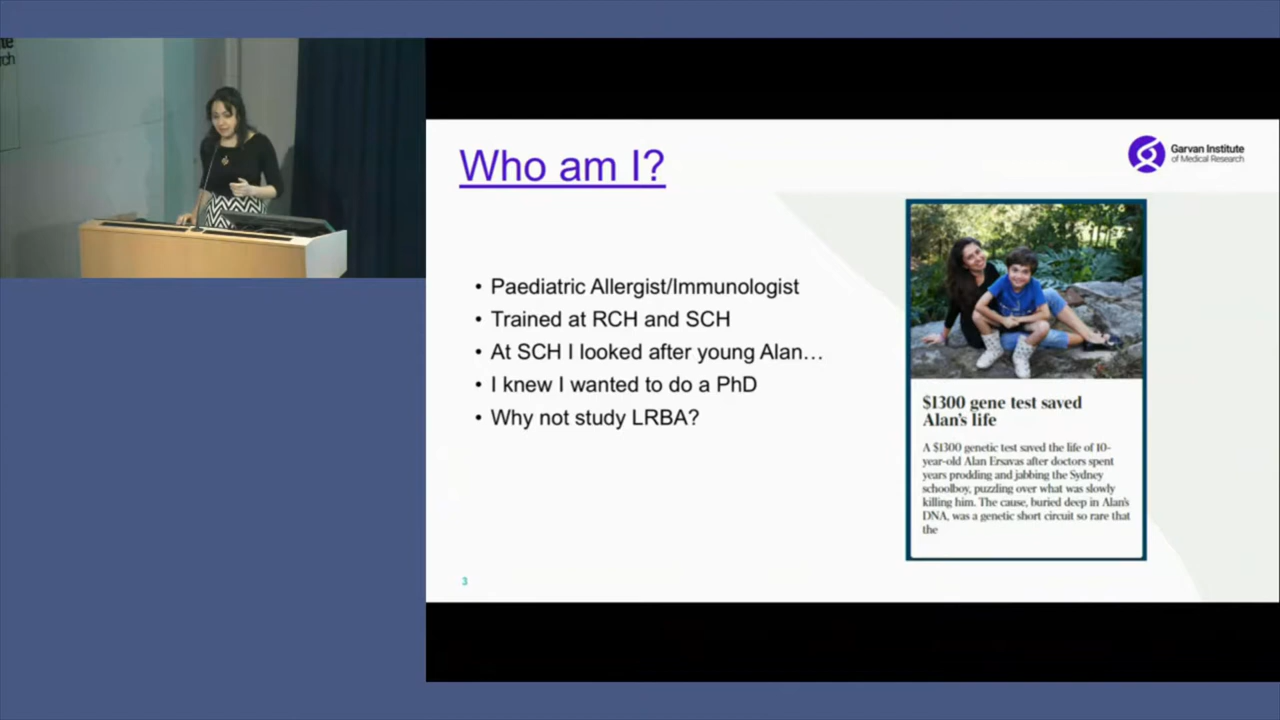 Who am I?
Garvan Institute
of Medical Research
• Paediatric Allergist/Immunologist
• Trained at RCH and SCH
• At SCH I looked after young Alan…
• I knew I wanted to do a PhD
• Why not study LRBA?
$1300 gene test saved
Alan's life
A $1300 genetic test saved the life of 10-
year-old Alan Ersavas after doctors spent
years prodding and jabbing the Sydney
schoolboy, puzzling over what was slowly
killing him. The cause, buried deep in Alan's
DNA, was a genetic short circuit so rare that
the
3